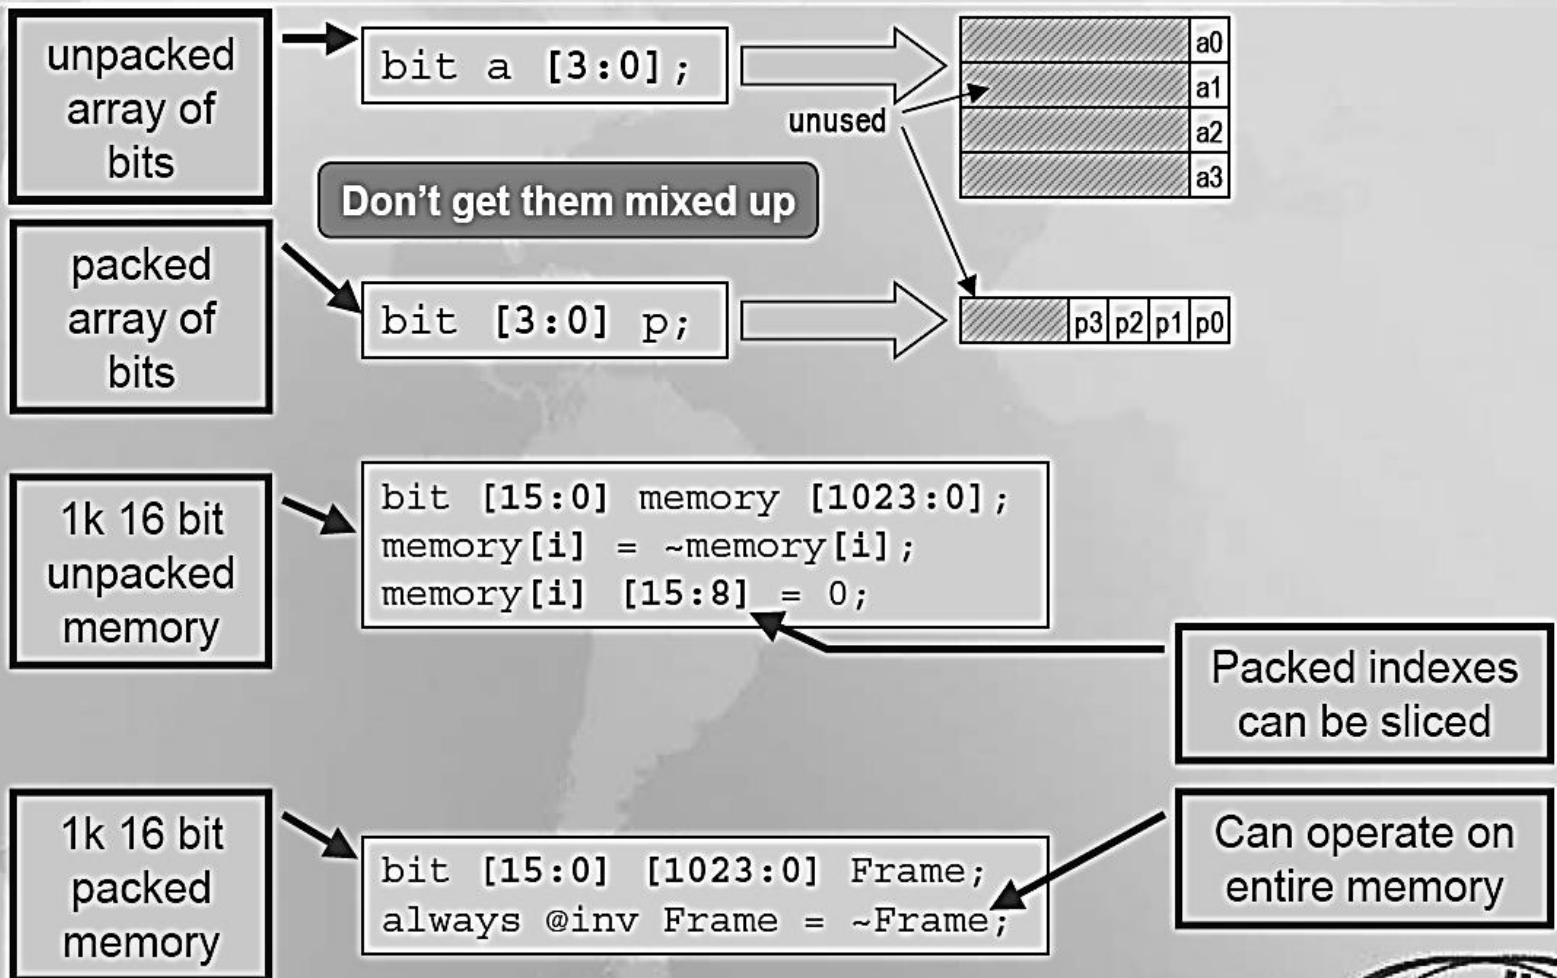 unpacked
array of
bits
bit a [3:0];
unused
a0
a1
a2
a3
Don't get them mixed up
packed
array of
bits
bit [3:0] p;
p3 p2 p1 p0
1k 16 bit
unpacked
memory
bit [15:0] memory [1023:0];
memory[i] = ~memory[i];
memory[i] [15:8] = 0;
Packed indexes
can be sliced
1k 16 bit
packed
memory
bit [15:0] [1023:0] Frame;
always @inv Frame = ~Frame;
Can operate on
entire memory